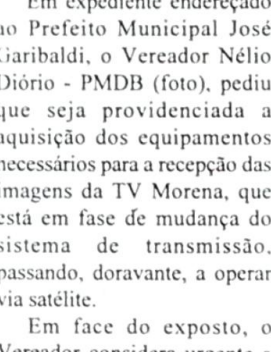 Em expediente endereçado
ao Prefeito Municipal José
Garibaldi, o Vereador Nélio
Diório - PMDB (foto), pediu
que seja providenciada a
aquisição dos equipamentos
necessários para a recepção das
imagens da TV Morena, que
está em fase de mudança do
sistema de transmissão,
passando, doravante, a operar
via satélite.
Em face do exposto, o
Vereador considera urgente